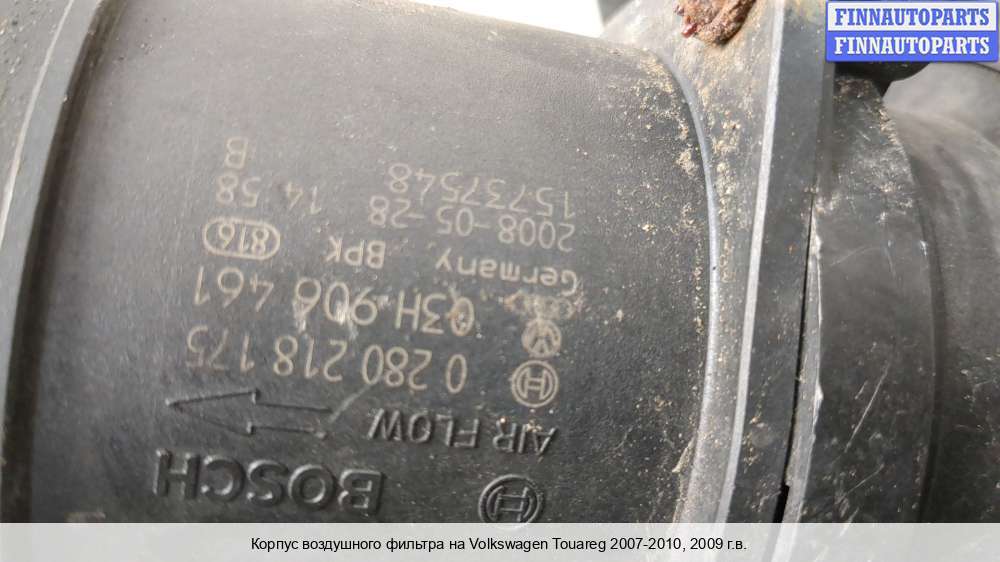 FINNAUTOPARTS
FINNAUTOPARTS
BOSCH
AIR FLOW
0 280 218 175
03H 906 461
Germany BPK 816
2008-05-28 14 58
15737548 B
Корпус воздушного фильтра на Volkswagen Touareg 2007-2010, 2009 г.в.